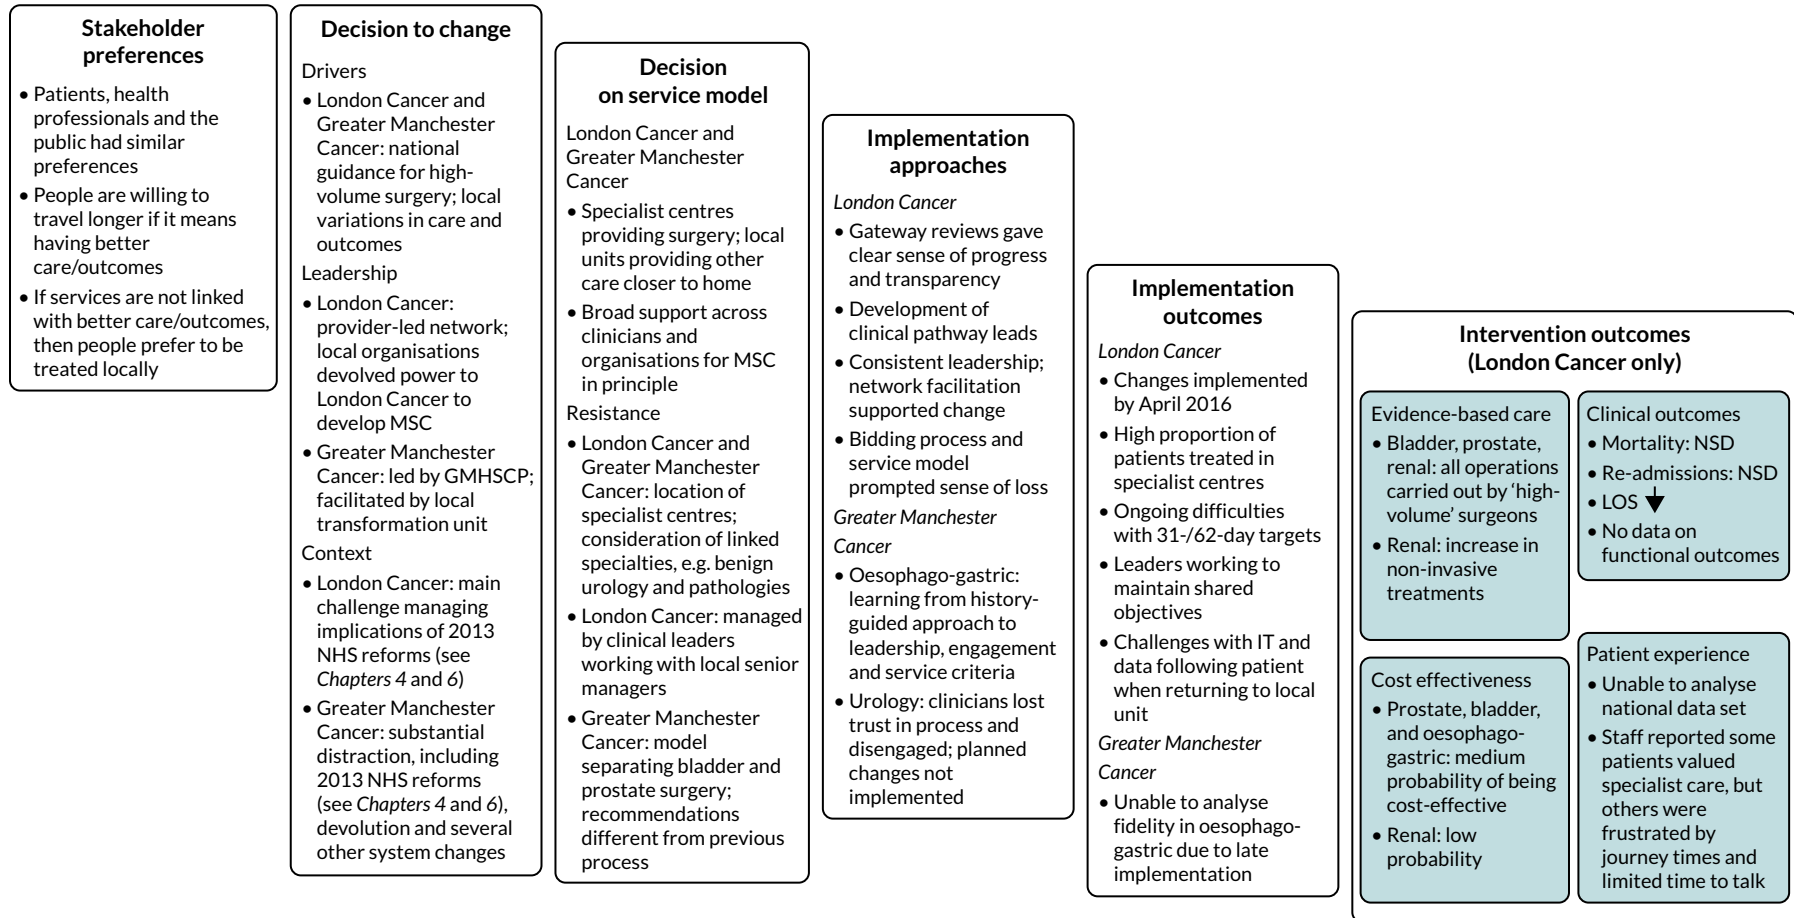 Stakeholder
preferences
• Patients, health
professionals and the
public had similar
preferences
• People are willing to
travel longer if it means
having better
care/outcomes
• If services are not linked
with better care/outcomes,
then people prefer to be
treated locally
Decision to change
Drivers
• London Cancer and
Greater Manchester
Cancer: national
guidance for high-
volume surgery; local
variations in care and
outcomes
Leadership
• London Cancer:
provider-led network;
local organisations
devolved power to
London Cancer to
develop MSC
• Greater Manchester
Cancer: led by GMHSCP;
facilitated by local
transformation unit
Context
• London Cancer: main
challenge managing
implications of 2013
NHS reforms (see
Chapters 4 and 6)
• Greater Manchester
Cancer: substantial
distraction, including
2013 NHS reforms
(see Chapters 4 and 6),
devolution and several
other system changes
Decision
on service model
London Cancer and
Greater Manchester
Cancer
• Specialist centres
providing surgery; local
units providing other
care closer to home
• Broad support across
clinicians and
organisations for MSC
in principle
Resistance
• London Cancer and
Greater Manchester
Cancer: location of
specialist centres;
consideration of linked
specialties, e.g. benign
urology and pathologies
• London Cancer: managed
by clinical leaders
working with local senior
managers
• Greater Manchester
Cancer: model
separating bladder and
prostate surgery;
recommendations
different from previous
process
Implementation
approaches
London Cancer
• Gateway reviews gave
clear sense of progress
and transparency
• Development of
clinical pathway leads
• Consistent leadership;
network facilitation
supported change
• Bidding process and
service model
prompted sense of loss
Greater Manchester
Cancer
• Oesophago-gastric:
learning from history-
guided approach to
leadership, engagement
and service criteria
• Urology: clinicians lost
trust in process and
disengaged; planned
changes not
implemented
Implementation
outcomes
London Cancer
• Changes implemented
by April 2016
• High proportion of
patients treated in
specialist centres
• Ongoing difficulties
with 31-/62-day targets
• Leaders working to
maintain shared
objectives
• Challenges with IT and
data following patient
when returning to local
unit
Greater Manchester
Cancer
• Unable to analyse
fidelity in oesophago-
gastric due to late
implementation
Intervention outcomes
(London Cancer only)
Evidence-based care
• Bladder, prostate,
renal: all operations
carried out by ‘high-
volume’ surgeons
• Renal: increase in
non-invasive
treatments
Clinical outcomes
• Mortality: NSD
• Re-admissions: NSD
• LOS
• No data on
functional outcomes
Cost effectiveness
• Prostate, bladder,
and oesophago-
gastric: medium
probability of being
cost-effective
• Renal: low
probability
Patient experience
• Unable to analyse
national data set
• Staff reported some
patients valued
specialist care, but
others were
frustrated by
journey times and
limited time to talk